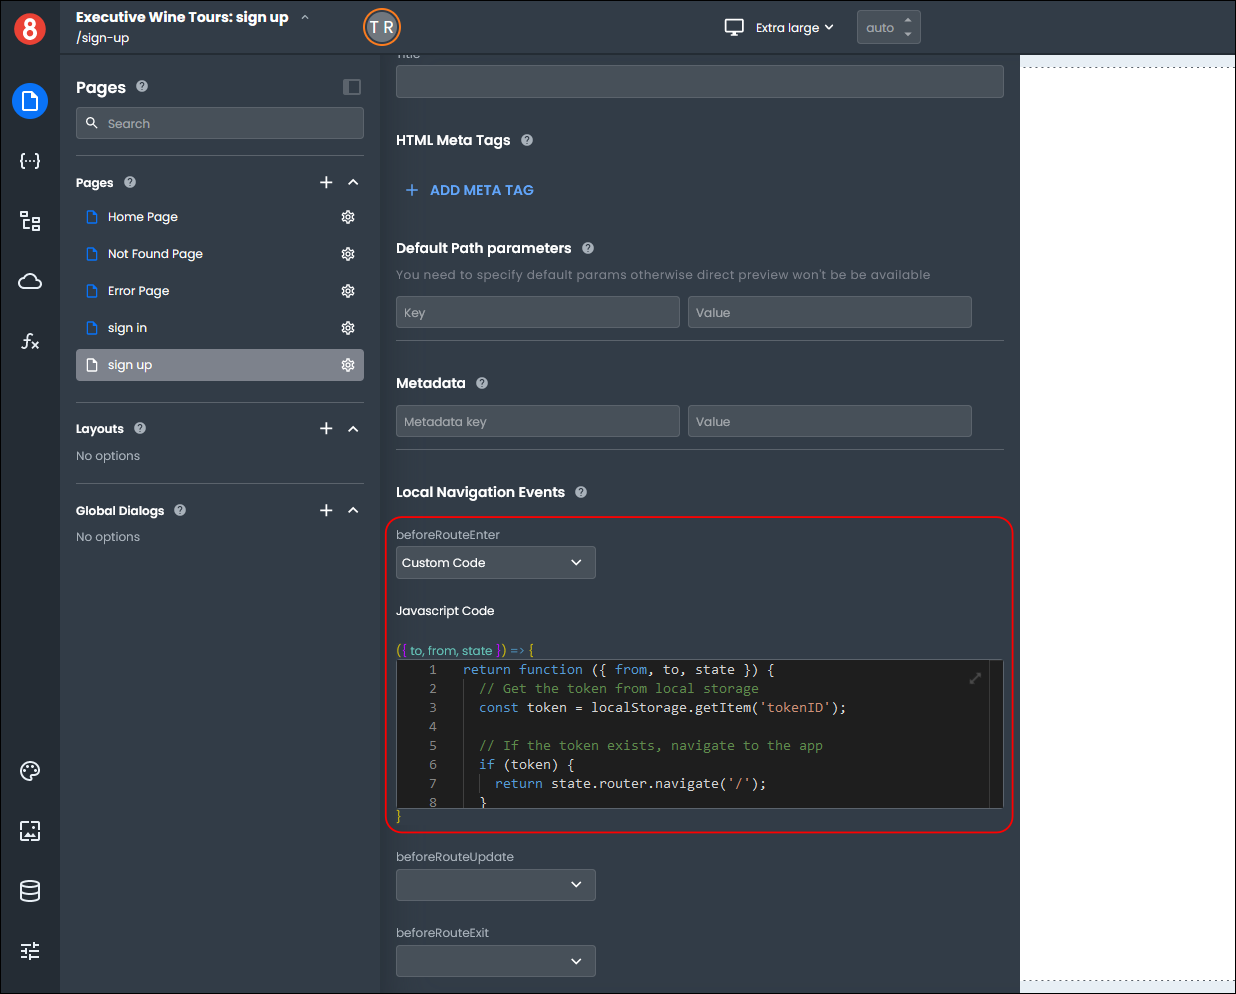 8
Executive Wine Tours: sign up
/sign-up
T R
Extra large
auto
Pages
Search
Pages
Home Page
Not Found Page
Error Page
sign in
sign up
Layouts
No options
Global Dialogs
No options
Title
HTML Meta Tags
+ ADD META TAG
Default Path parameters
You need to specify default params otherwise direct preview won't be be available
Key
Value
Metadata
Metadata key
Value
Local Navigation Events
beforeRouteEnter
Custom Code
Javascript Code
([ to, from, state ]) => {
1 return function ({ from, to, state }) {
2 // Get the token from local storage
3 const token = localStorage.getItem('tokenID');
4
5 // If the token exists, navigate to the app
6 if (token) {
7 return state.router.navigate('/');
8 }
}
beforeRouteUpdate
beforeRouteExit